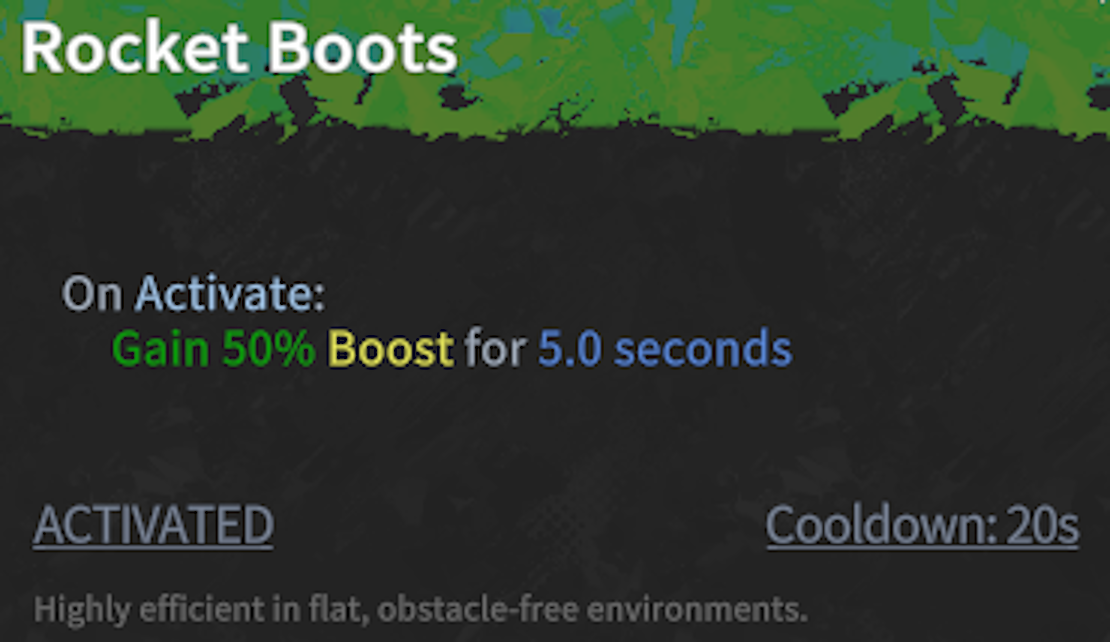 Rocket Boots
On Activate:
Gain 50% Boost for 5.0 seconds
ACTIVATED Cooldown: 20s
Highly efficient in flat, obstacle-free environments.